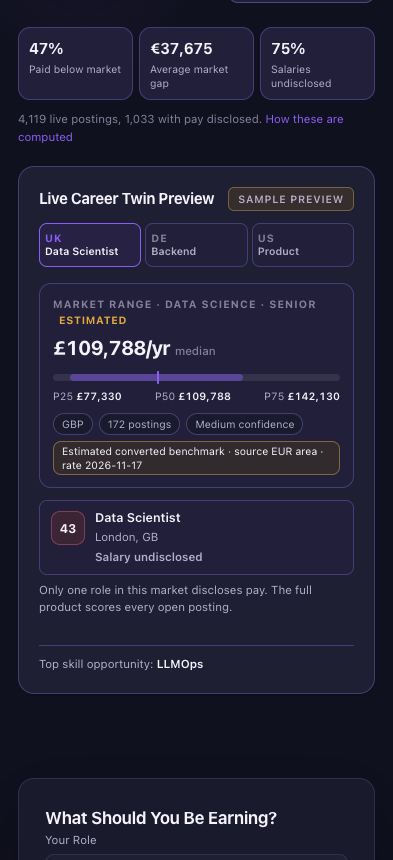 47%
Paid below market
€37,675
Average market
gap
75%
Salaries
undisclosed
4,119 live postings, 1,033 with pay disclosed. How these are
computed
Live Career Twin Preview
SAMPLE PREVIEW
UK
Data Scientist
DE
Backend
US
Product
MARKET RANGE · DATA SCIENCE · SENIOR
ESTIMATED
£109,788/yr median
P25 £77,330 P50 £109,788 P75 £142,130
GBP 172 postings Medium confidence
Estimated converted benchmark · source EUR area ·
rate 2026-11-17
43
Data Scientist
London, GB
Salary undisclosed
Only one role in this market discloses pay. The full
product scores every open posting.
Top skill opportunity: LLMOps
What Should You Be Earning?
Your Role